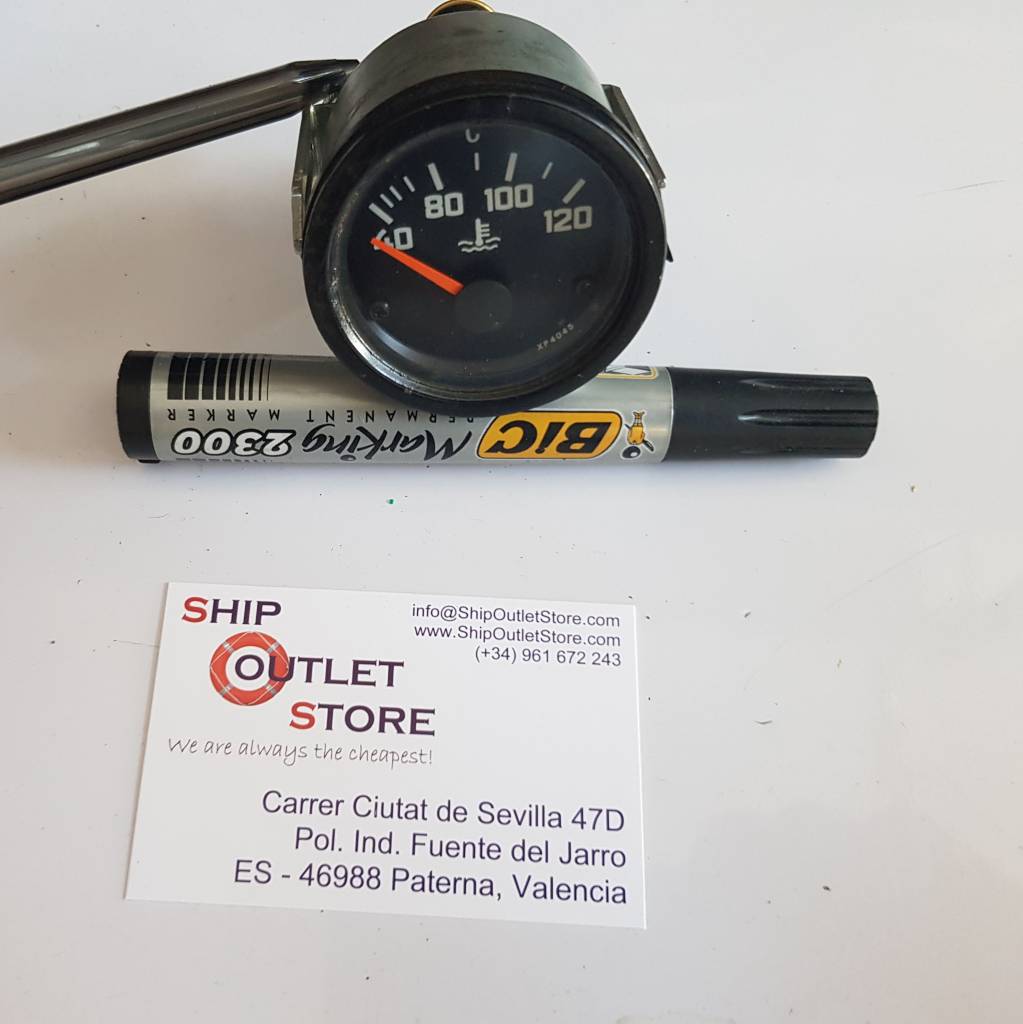 C
40 80 100 120
XP4045
BIC Marking 2300
PERMANENT MARKER
SHIP
OUTLET
STORE
We are always the cheapest!
info@ShipOutletStore.com
www.ShipOutletStore.com
(+34) 961 672 243
Carrer Ciutat de Sevilla 47D
Pol. Ind. Fuente del Jarro
ES - 46988 Paterna, Valencia